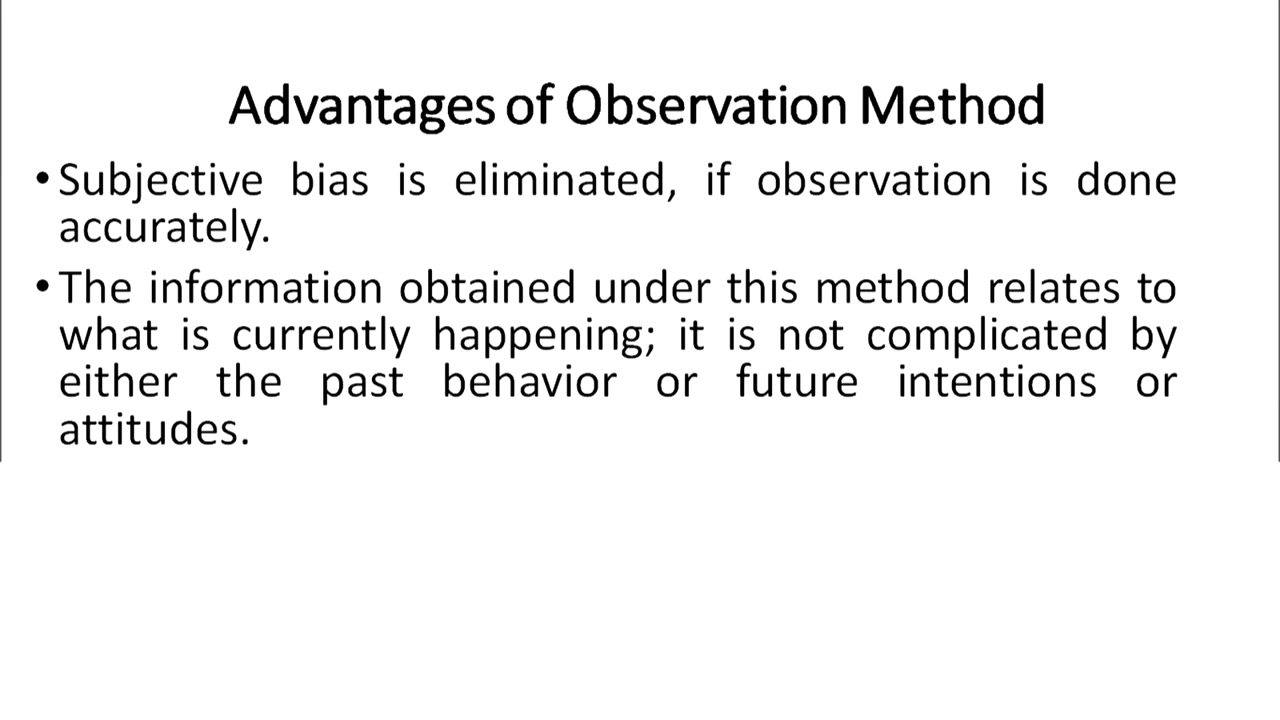 Advantages of Observation Method
•Subjective bias is eliminated, if observation is done
accurately.
•The information obtained under this method relates to
what is currently happening; it is not complicated by
either the past behavior or future intentions or
attitudes.